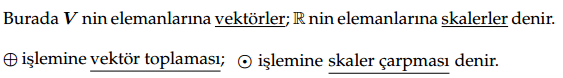 Burada V nin elemanlarına vektörler; ℝ nin elemanlarına skalerler denir.
⊕ işlemine vektör toplaması; ⊙ işlemine skaler çarpması denir.